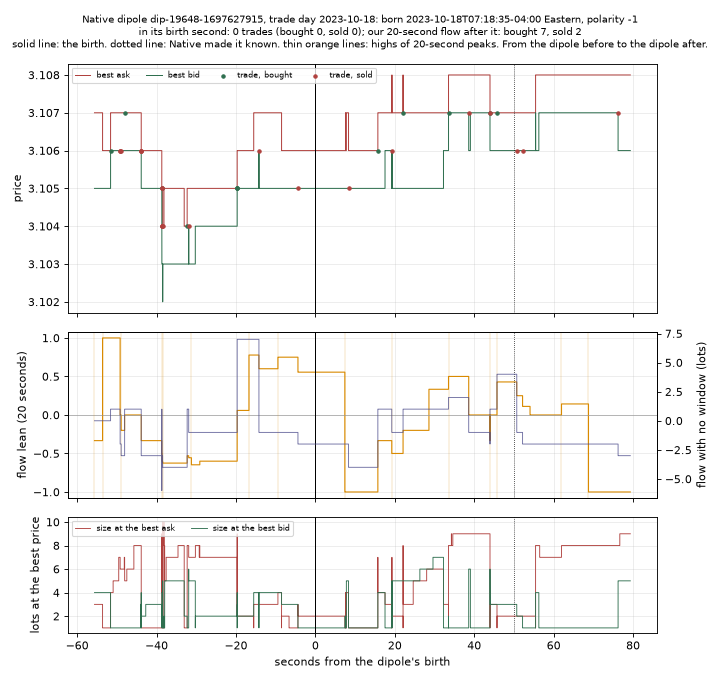 Native dipole dip-19648-1697627915, trade day 2023-10-18: born 2023-10-18T07:18:35-04:00 Eastern, polarity -1
in its birth second: 0 trades (bought 0, sold 0); our 20-second flow after it: bought 7, sold 2
solid line: the birth. dotted line: Native made it known. thin orange lines: highs of 20-second peaks. From the dipole before to the dipole after.
best ask best bid trade, bought trade, sold
3.108
3.107
3.106
3.105
3.104
3.103
3.102
price
1.0
0.5
0.0
−0.5
−1.0
flow lean (20 seconds)
7.5
5.0
2.5
0.0
−2.5
−5.0
flow with no window (lots)
size at the best ask size at the best bid
10
8
6
4
2
lots at the best price
−60 −40 −20 0 20 40 60 80
seconds from the dipole's birth